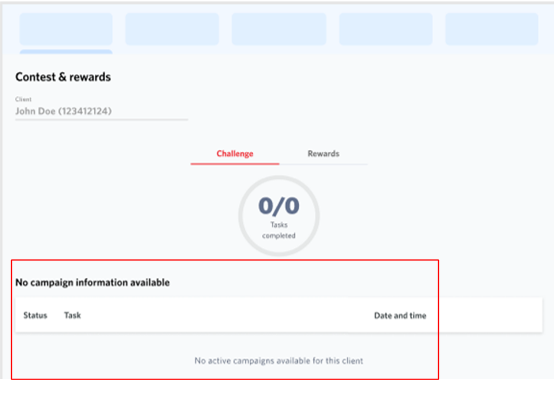 Contest & rewards
Client
John Doe (123412124)
Challenge Rewards
0/0
Tasks
completed
No campaign information available
Status Task Date and time
No active campaigns available for this client